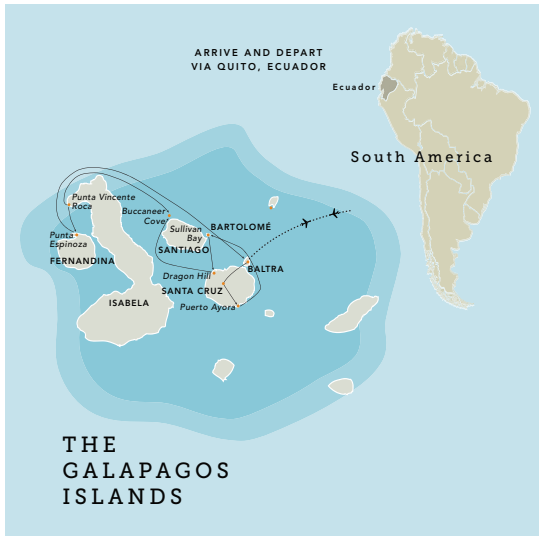 ARRIVE AND DEPART
VIA QUITO, ECUADOR
Ecuador
South America
Punta Vincente
Roca
Buccaneer
Cove
Sullivan
Bay
BARTOLOMÉ
Punta
Espinoza
SANTIAGO
FERNANDINA
BALTRA
Dragon Hill
SANTA CRUZ
ISABELA
Puerto Ayora
THE
GALAPAGOS
ISLANDS